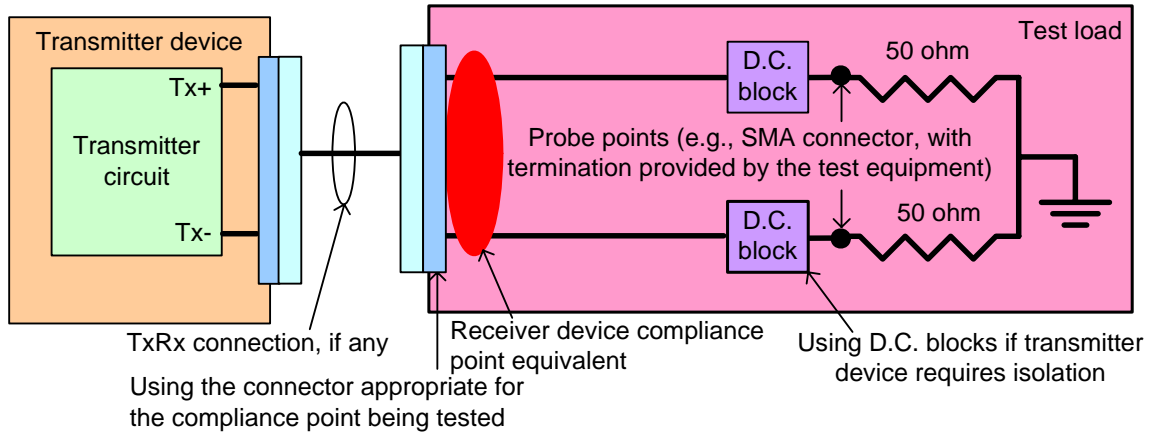 Transmitter device
Tx+
Transmitter
circuit
Tx-
Test load
D.C.
block
50 ohm
Probe points (e.g., SMA connector, with
termination provided by the test equipment)
D.C.
block
50 ohm
TxRx connection, if any
Receiver device compliance
point equivalent
Using D.C. blocks if transmitter
device requires isolation
Using the connector appropriate for
the compliance point being tested